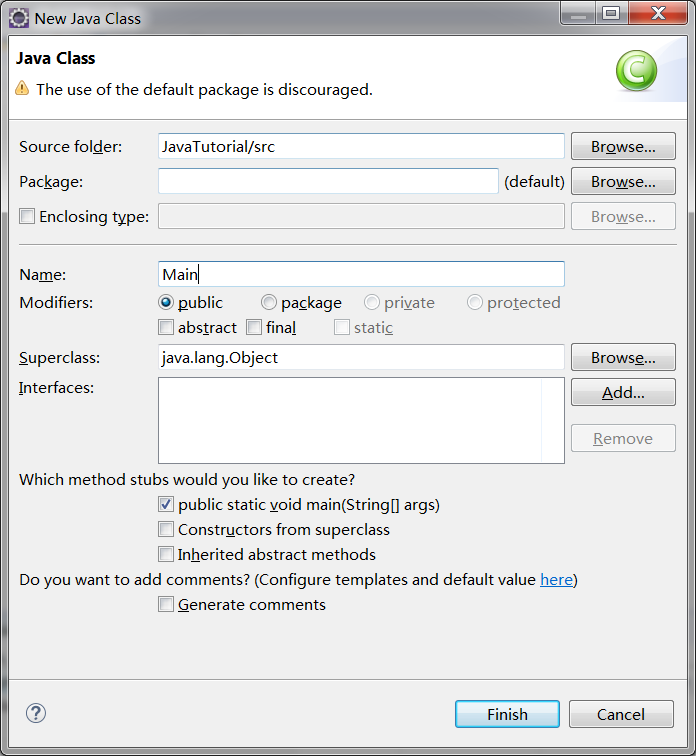 New Java Class
Java Class
The use of the default package is discouraged.
Source folder: JavaTutorial/src Browse...
Package: (default) Browse...
Enclosing type: Browse...
Name: Main
Modifiers: public package private protected
abstract final static
Superclass: java.lang.Object Browse...
Interfaces: Add...
Remove
Which method stubs would you like to create?
public static void main(String[] args)
Constructors from superclass
Inherited abstract methods
Do you want to add comments? (Configure templates and default value here)
Generate comments
? Finish Cancel